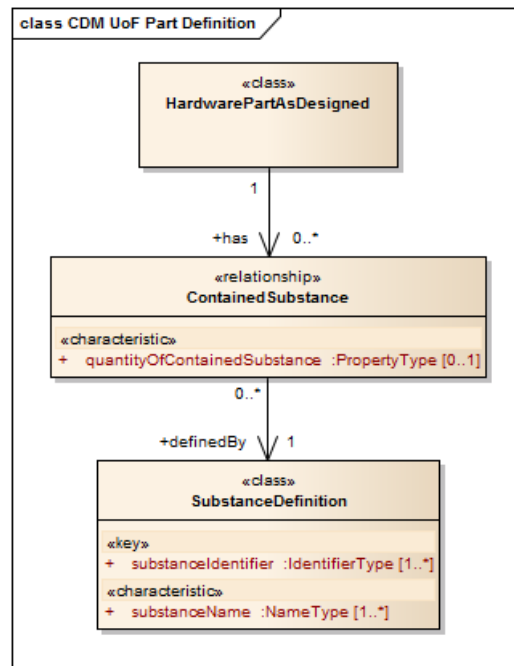 class CDM UoF Part Definition
«class»
HardwarePartAsDesigned
1
+has 0..*
«relationship»
ContainedSubstance
«characteristic»
+ quantityOfContainedSubstance :PropertyType [0..1]
0..*
+definedBy 1
«class»
SubstanceDefinition
«key»
+ substanceIdentifier :IdentifierType [1..*]
«characteristic»
+ substanceName :NameType [1..*]